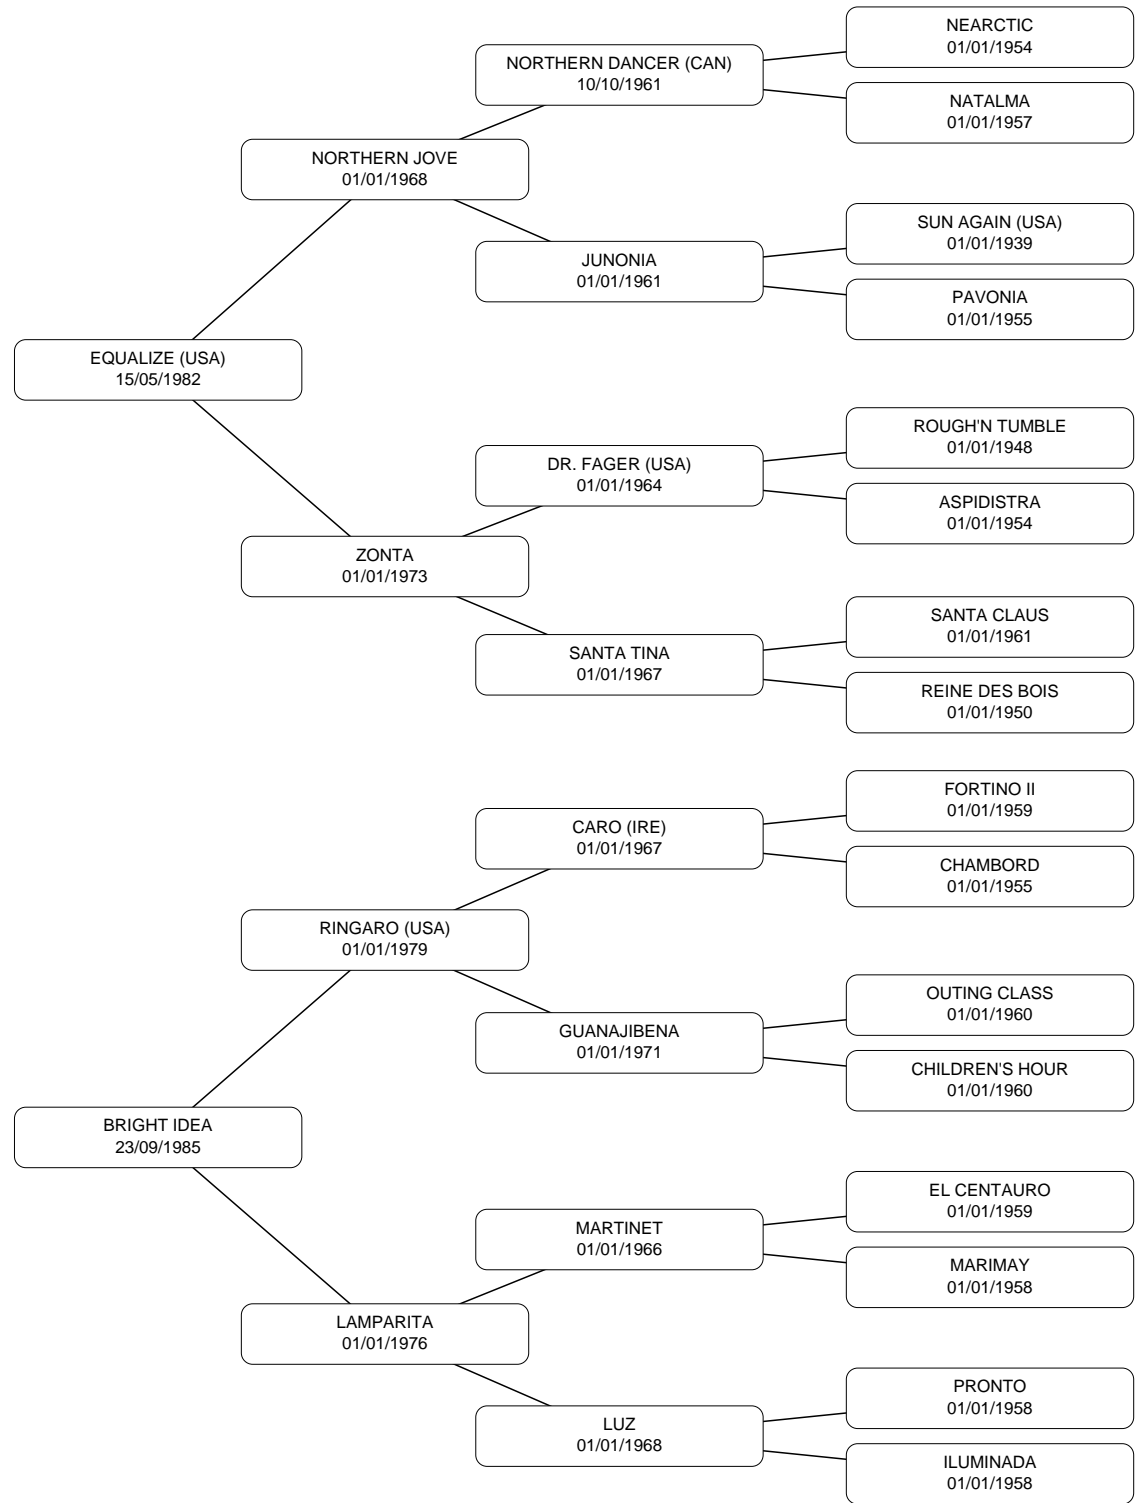 NEARCTIC
01/01/1954
NORTHERN DANCER (CAN)
10/10/1961
NATALMA
01/01/1957
NORTHERN JOVE
01/01/1968
SUN AGAIN (USA)
01/01/1939
JUNONIA
01/01/1961
PAVONIA
01/01/1955
EQUALIZE (USA)
15/05/1982
ROUGH'N TUMBLE
01/01/1948
DR. FAGER (USA)
01/01/1964
ASPIDISTRA
01/01/1954
ZONTA
01/01/1973
SANTA CLAUS
01/01/1961
SANTA TINA
01/01/1967
REINE DES BOIS
01/01/1950
FORTINO II
01/01/1959
CARO (IRE)
01/01/1967
CHAMBORD
01/01/1955
RINGARO (USA)
01/01/1979
OUTING CLASS
01/01/1960
GUANAJIBENA
01/01/1971
CHILDREN'S HOUR
01/01/1960
BRIGHT IDEA
23/09/1985
EL CENTAURO
01/01/1959
MARTINET
01/01/1966
MARIMAY
01/01/1958
LAMPARITA
01/01/1976
PRONTO
01/01/1958
LUZ
01/01/1968
ILUMINADA
01/01/1958